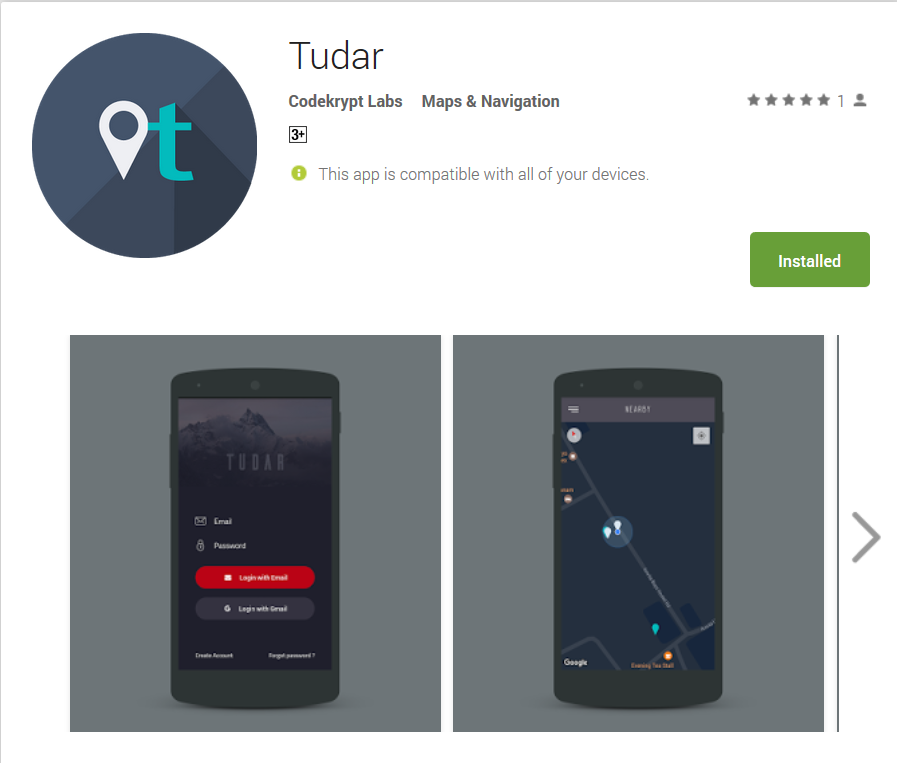 t
Tudar
Codekrypt Labs Maps & Navigation
1
3+
This app is compatible with all of your devices.
Installed
TUDAR
Email
Password
Login with Email
G Login with Gmail
Create Account Forgot password ?
NEARBY
Google
Evening Tea Stall